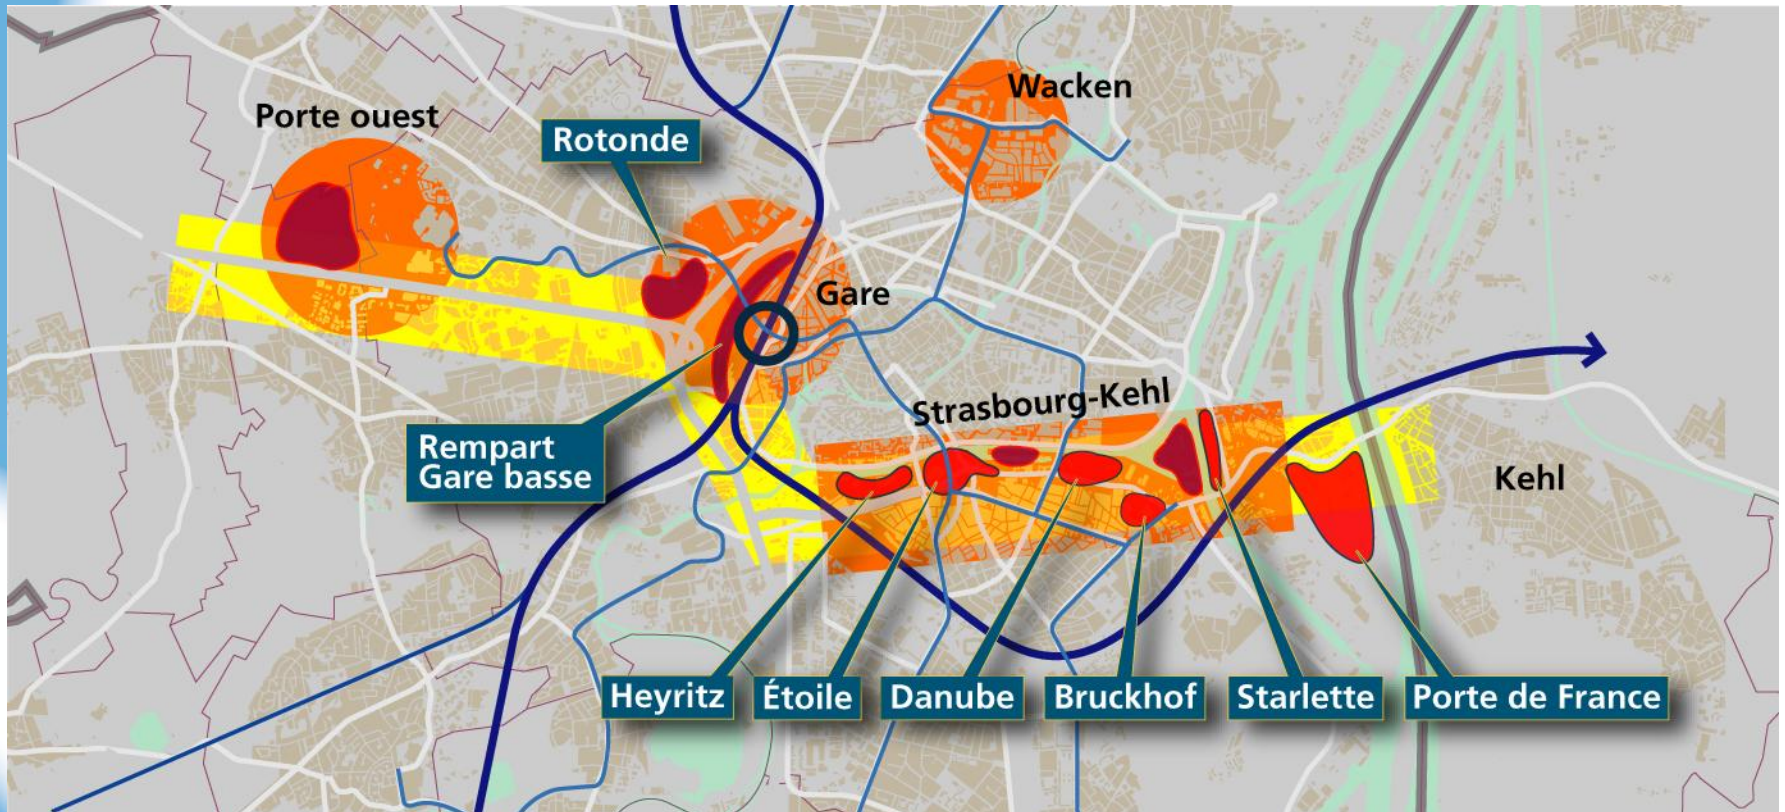 Wacken
Porte ouest
Rotonde
Gare
Strasbourg-Kehl
Rempart
Gare basse
Kehl
Heyritz
Étoile
Danube
Bruckhof
Starlette
Porte de France